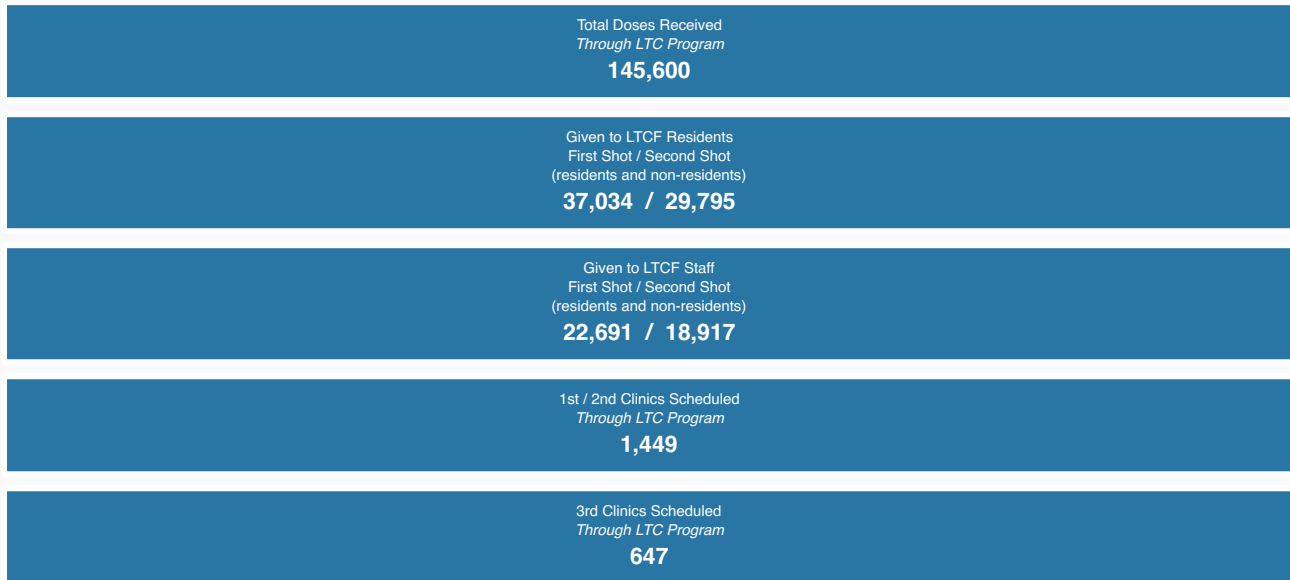 Total Doses Received
Through LTC Program
145,600
Given to LTCF Residents
First Shot / Second Shot
(residents and non-residents)
37,034 / 29,795
Given to LTCF Staff
First Shot / Second Shot
(residents and non-residents)
22,691 / 18,917
1st / 2nd Clinics Scheduled
Through LTC Program
1,449
3rd Clinics Scheduled
Through LTC Program
647